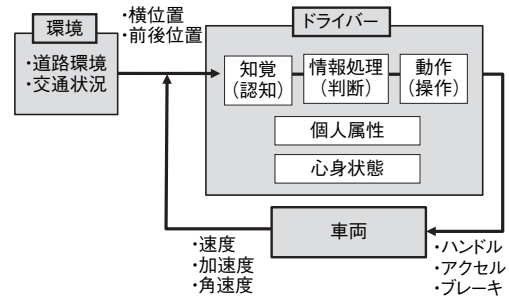 環境
・道路環境
・交通状況
・横位置
・前後位置
ドライバー
知覚
（認知）
情報処理
（判断）
動作
（操作）
個人属性
心身状態
車両
・速度
・加速度
・角速度
・ハンドル
・アクセル
・ブレーキ